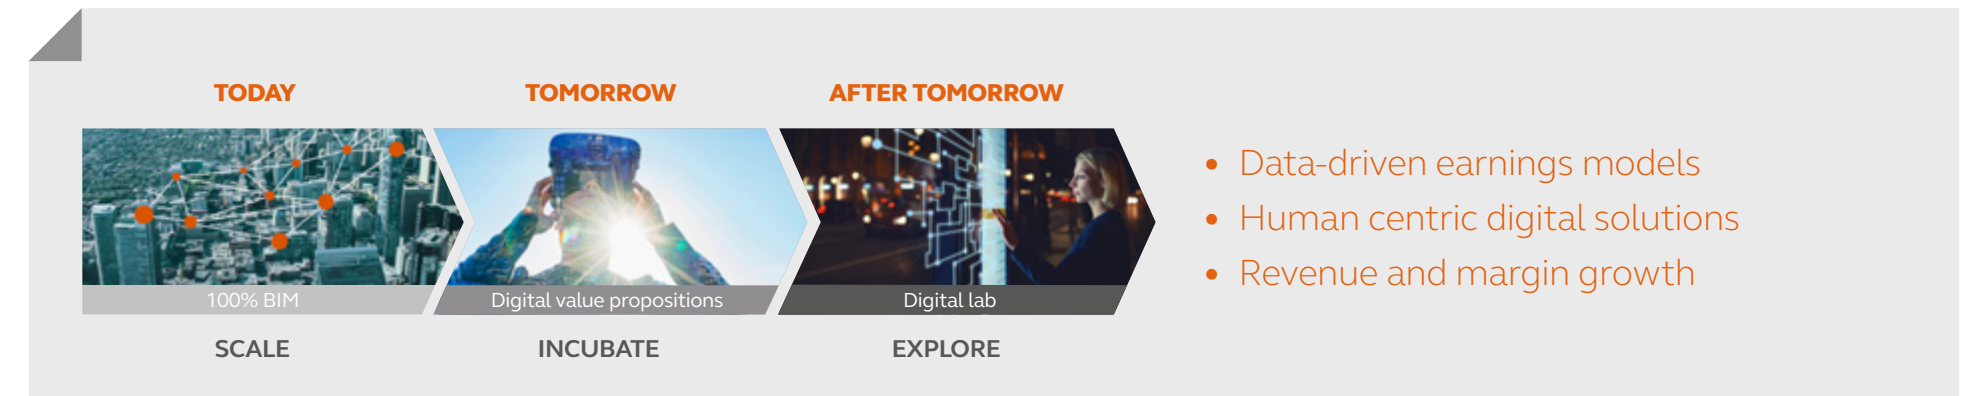 TODAY
TOMORROW
AFTER TOMORROW
100% BIM
Digital value propositions
Digital lab
SCALE
INCUBATE
EXPLORE
• Data-driven earnings models
• Human centric digital solutions
• Revenue and margin growth